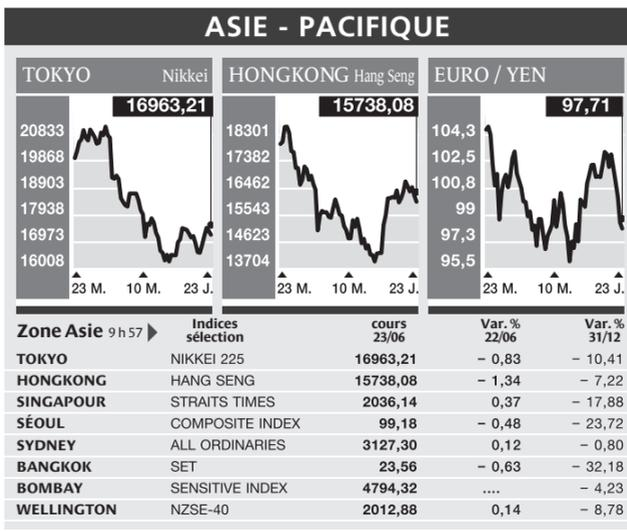 ASIE - PACIFIQUE
TOKYO Nikkei
16963,21
20833
19868
18903
17938
16973
16008
23 M. 10 M. 23 J.
HONGKONG Hang Seng
15738,08
18301
17382
16462
15543
14623
13704
23 M. 10 M. 23 J.
EURO / YEN
97,71
104,3
102,5
100,8
99
97,3
95,5
23 M. 10 M. 23 J.
Zone Asie 9h57 Indices sélection cours 23/06 Var. % 22/06 Var. % 31/12
TOKYO NIKKEI 225 16963,21 – 0,83 – 10,41
HONGKONG HANG SENG 15738,08 – 1,34 – 7,22
SINGAPOUR STRAITS TIMES 2036,14 0,37 – 17,88
SÉOUL COMPOSITE INDEX 99,18 – 0,48 – 23,72
SYDNEY ALL ORDINARIES 3127,30 0,12 – 0,80
BANGKOK SET 23,56 – 0,63 – 32,18
BOMBAY SENSITIVE INDEX 4794,32 .... – 4,23
WELLINGTON NZSE-40 2012,88 0,14 – 8,78